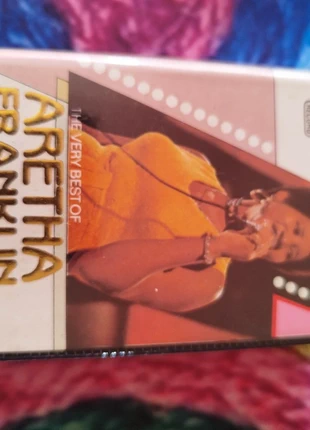 THE VERY BEST OF
ARETHA
FRANKLIN